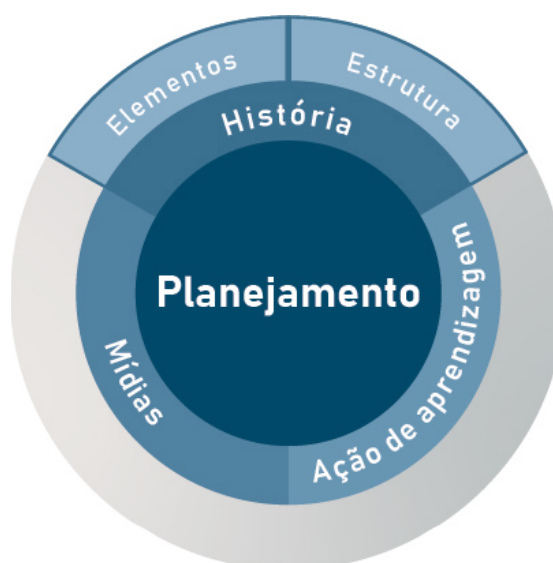 Elementos
Estrutura
História
Planejamento
Mídias
Ação de aprendizagem